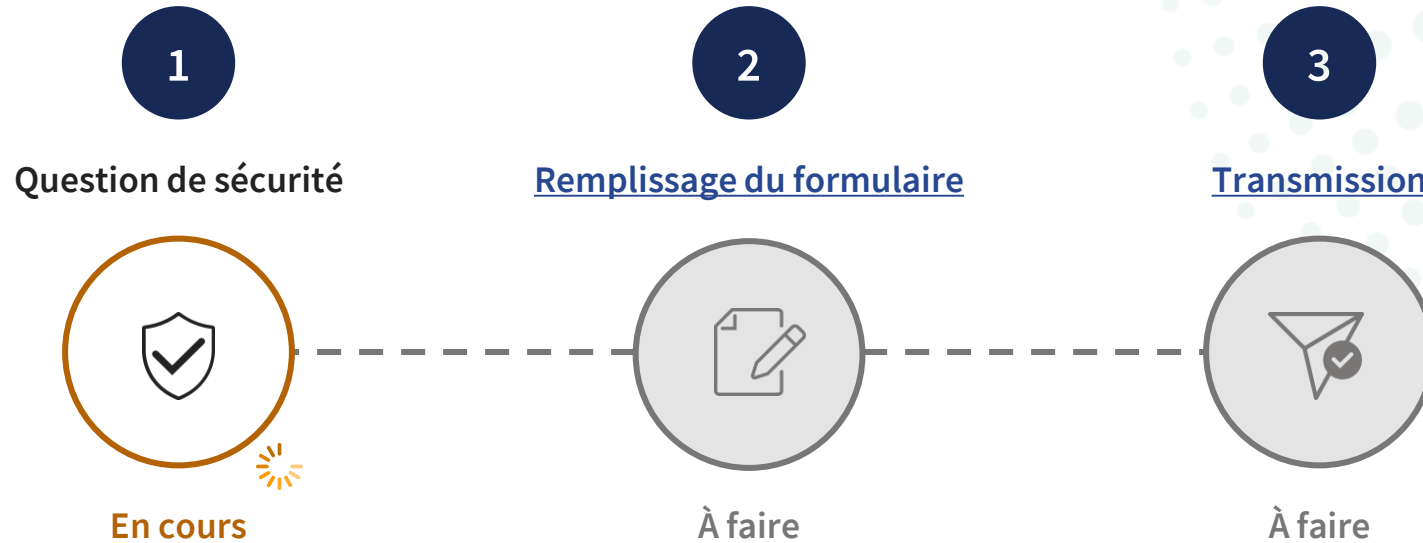 1
2
3
Question de sécurité
Remplissage du formulaire
Transmission
En cours
À faire
À faire